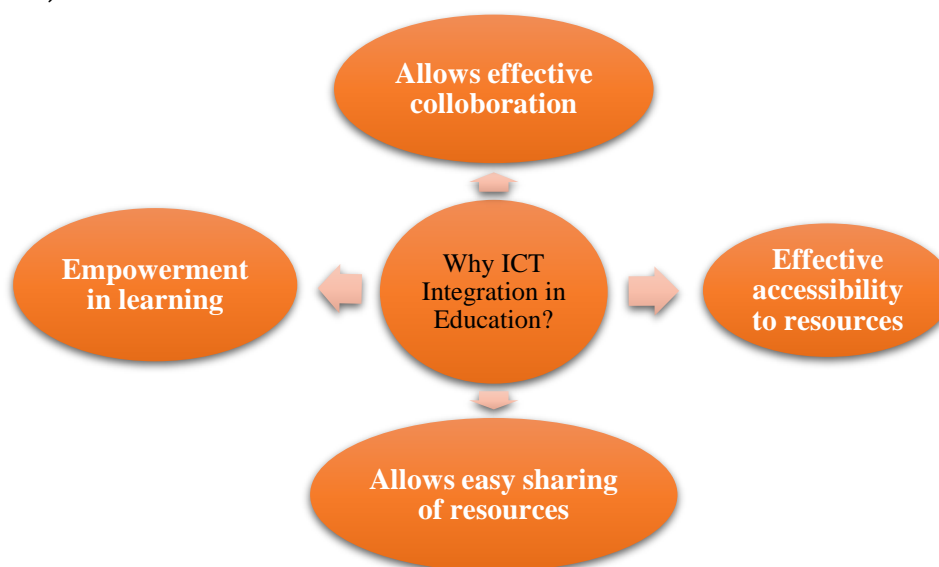 Allows effective
colloboration
Empowerment
in learning
Why ICT
Integration in
Education?
Effective
accessibility
to resources
Allows easy sharing
of resources